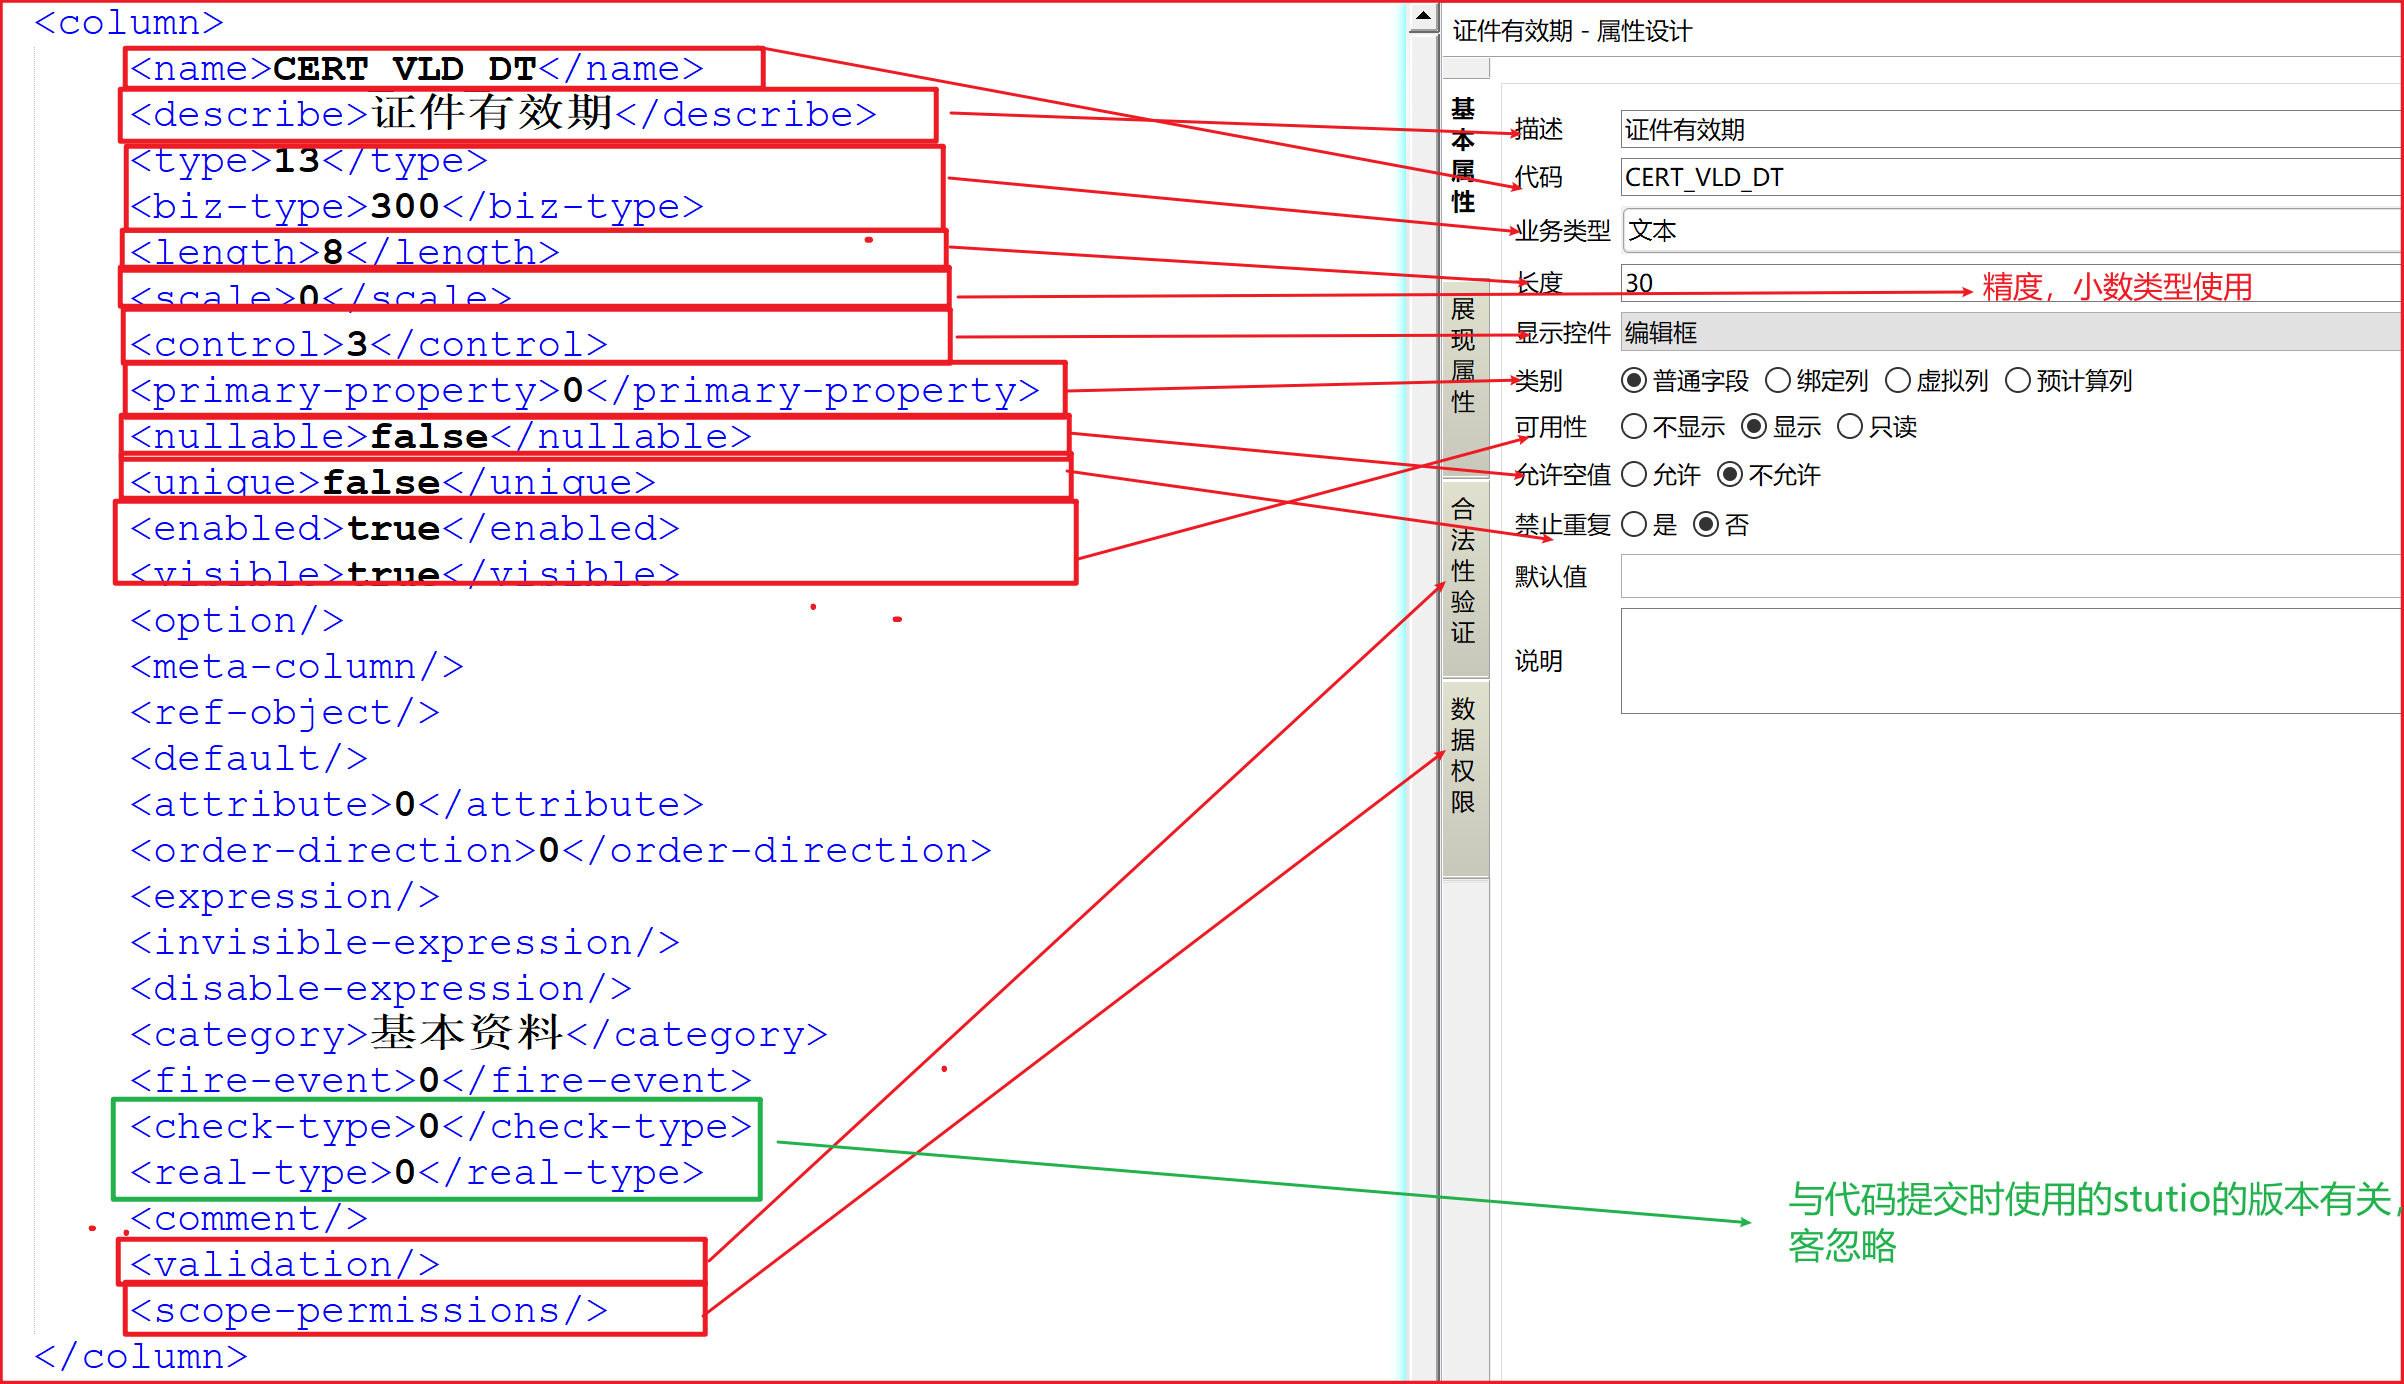 <column>
<name>CERT_VLD_DT</name>
<describe>证件有效期</describe>
<type>13</type>
<biz-type>300</biz-type>
<length>8</length>
<scale>0</scale>
<control>3</control>
<primary-property>0</primary-property>
<nullable>false</nullable>
<unique>false</unique>
<enabled>true</enabled>
<visible>true</visible>
<option/>
<meta-column/>
<ref-object/>
<default/>
<attribute>0</attribute>
<order-direction>0</order-direction>
<expression/>
<invisible-expression/>
<disable-expression/>
<category>基本资料</category>
<fire-event>0</fire-event>
<check-type>0</check-type>
<real-type>0</real-type>
<comment/>
<validation/>
<scope-permissions/>
</column>
证件有效期 - 属性设计
基本属性
展现属性
合法性验证
数据权限
描述 证件有效期
代码 CERT_VLD_DT
业务类型 文本
长度 30
精度，小数类型使用
显示控件 编辑框
类别 普通字段 绑定列 虚拟列 预计算列
可用性 不显示 显示 只读
允许空值 允许 不允许
禁止重复 是 否
默认值
说明
与代码提交时使用的stutio的版本有关，
客忽略